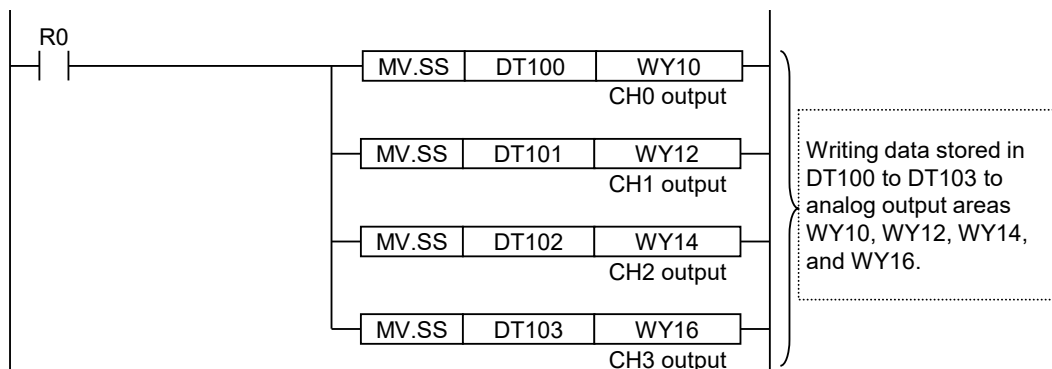 R0
MV.SS DT100 WY10
CH0 output
MV.SS DT101 WY12
CH1 output
MV.SS DT102 WY14
CH2 output
MV.SS DT103 WY16
CH3 output
Writing data stored in
DT100 to DT103 to
analog output areas
WY10, WY12, WY14,
and WY16.